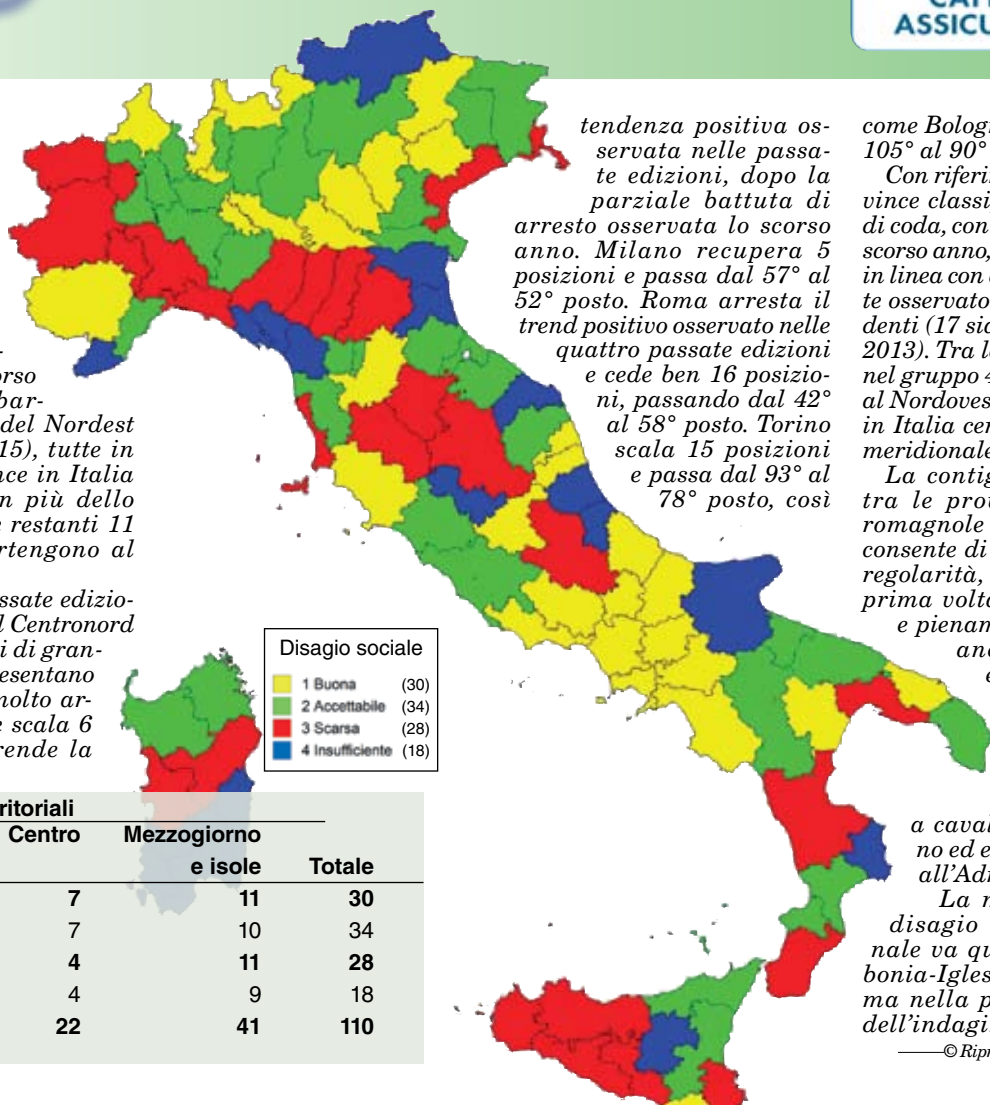 ASSICU
tendenza positiva os-
servata nelle passa-
te edizioni, dopo la
parziale battuta di
arresto osservata lo scorso
anno. Milano recupera 5
posizioni e passa dal 57° al
52° posto. Roma arresta il
trend positivo osservato nelle
quattro passate edizioni
e cede ben 16 posizio-
ni, passando dal 42°
al 58° posto. Torino
scala 15 posizioni
e passa dal 93° al
78° posto, così
come Bologn
105° al 90°
Con riferin
vince classi
di coda, con
scorso anno,
in linea con
te osservato
denti (17 sic
2013). Tra l
nel gruppo 4
al Nordoves
in Italia cen
meridionale
La contig
tra le prov
romagnole
consente di
regolarità,
prima volt
e pienam
and
e
a caval
no ed e
all'Adr
La n
disagio
nale va qu
bonia-Igles
ma nella p
dell'indagi
© Ripr
-
orso
bar-
del Nordest
15), tutte in
nce in Italia
n più dello
e restanti 11
rtengono al
ssate edizio-
l Centronord
i di gran-
esentano
nolto ar-
e scala 6
rende la
Disagio sociale
1 Buona (30)
2 Accettabile (34)
3 Scarsa (28)
4 Insufficiente (18)
ritoriali
Centro Mezzogiorno
e isole Totale
7 11 30
7 10 34
4 11 28
4 9 18
22 41 110